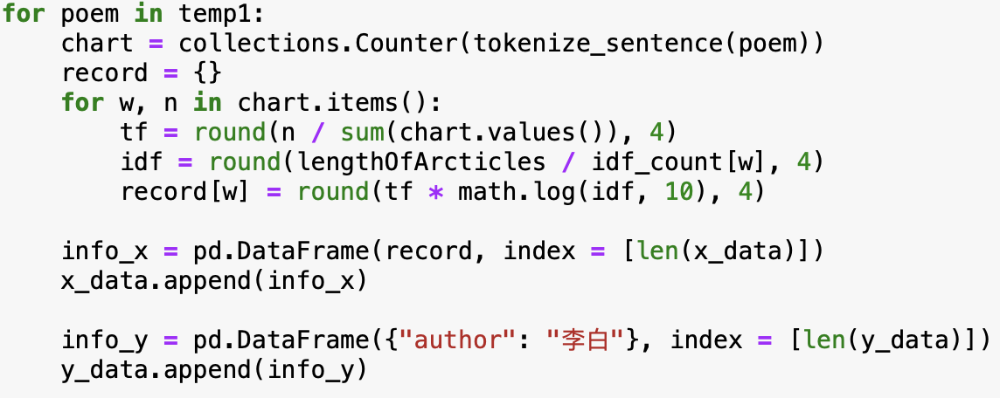 for poem in temp1:
    chart = collections.Counter(tokenize_sentence(poem))
    record = {}
    for w, n in chart.items():
        tf = round(n / sum(chart.values()), 4)
        idf = round(lengthOfArcticles / idf_count[w], 4)
        record[w] = round(tf * math.log(idf, 10), 4)

    info_x = pd.DataFrame(record, index = [len(x_data)])
    x_data.append(info_x)

    info_y = pd.DataFrame({"author": "李白"}, index = [len(y_data)])
    y_data.append(info_y)